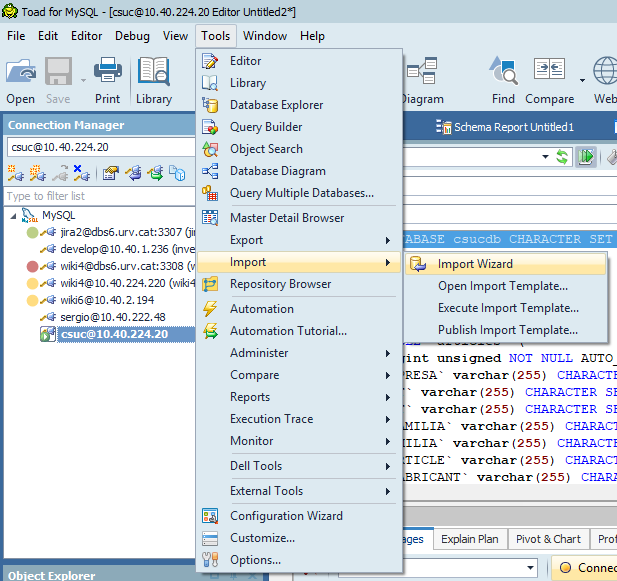 Toad for MySQL - [csuc@10.40.224.20 Editor Untitled2*]
File Edit Editor Debug View Tools Window Help
Open Save Print Library Diagram Find Compare Web
Connection Manager
Schema Report Untitled1
csuc@10.40.224.20
Type to filter list
MySQL
jira2@dbs6.urv.cat:3307 (ji
develop@10.40.1.236 (inve
wiki4@dbs6.urv.cat:3308 (w
wiki4@10.40.224.220 (wiki4
wiki6@10.40.2.194
sergio@10.40.222.48
csuc@10.40.224.20
Object Explorer
Editor
Library
Database Explorer
Query Builder
Object Search
Database Diagram
Query Multiple Databases...
Master Detail Browser
Export
Import
Repository Browser
Automation
Automation Tutorial...
Administer
Compare
Reports
Execution Trace
Monitor
Dell Tools
External Tools
Configuration Wizard
Customize...
Options...
Import Wizard
Open Import Template...
Execute Import Template...
Publish Import Template...
ABASE csucdb CHARACTER SET
gint unsigned NOT NULL AUTO_
PRESA` varchar(255) CHARACTE
` varchar(255) CHARACTER SE
` varchar(255) CHARACTER SE
AMILIA` varchar(255) CHARAC
MILIA` varchar(255) CHARACT
RTICLE` varchar(255) CHARAC
ABRICANT` varchar(255) CHAR
ages Explain Plan Pivot & Chart Prof
Connec